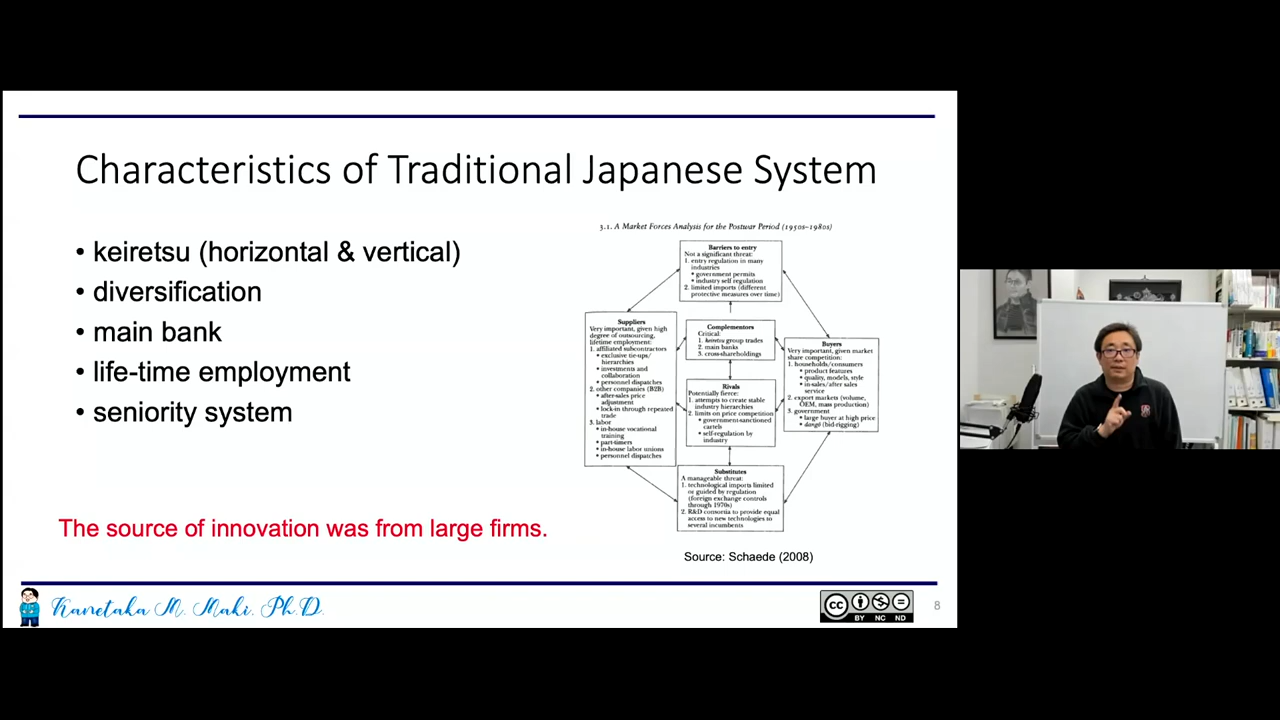 Characteristics of Traditional Japanese System
• keiretsu (horizontal & vertical)
• diversification
• main bank
• life-time employment
• seniority system
The source of innovation was from large firms.
3.1. A Market Forces Analysis for the Postwar Period (1950s–1980s)
Barriers to entry
Not a significant threat:
1. entry regulation in many
industries
• government permits
• industry self regulation
2. limited imports (different
protective measures over time)
Suppliers
Very important, given high
degree of outsourcing,
lifetime employment:
1. affiliated subcontractors
• exclusive tie-ups/
hierarchies
• investments and
collaboration
• personnel dispatches
2. other companies (B2B)
• after-sales price
adjustment
• lock-in through repeated
trade
3. labor
• in-house vocational
training
• part-timers
• in-house labor unions
• personnel dispatches
Complementors
Critical:
1. keiretsu group trades
2. main banks
3. cross-shareholdings
Rivals
Potentially fierce:
1. attempts to create stable
industry hierarchies
2. limits on price competition
• government-sanctioned
cartels
• self-regulation by
industry
Buyers
Very important, given market
share competition:
1. households/consumers
• product features
• quality, models, style
• in-sales/after sales
service
2. export markets (volume,
OEM, mass production)
3. government
• large buyer at high price
• dangō (bid-rigging)
Substitutes
A manageable threat:
1. technological imports limited
or guided by regulation
(foreign exchange controls
through 1970s)
2. R&D consortia to provide equal
access to new technologies to
several incumbents
Source: Schaede (2008)
Kanetaka M. Maki, Ph.D.
cc BY NC ND
8